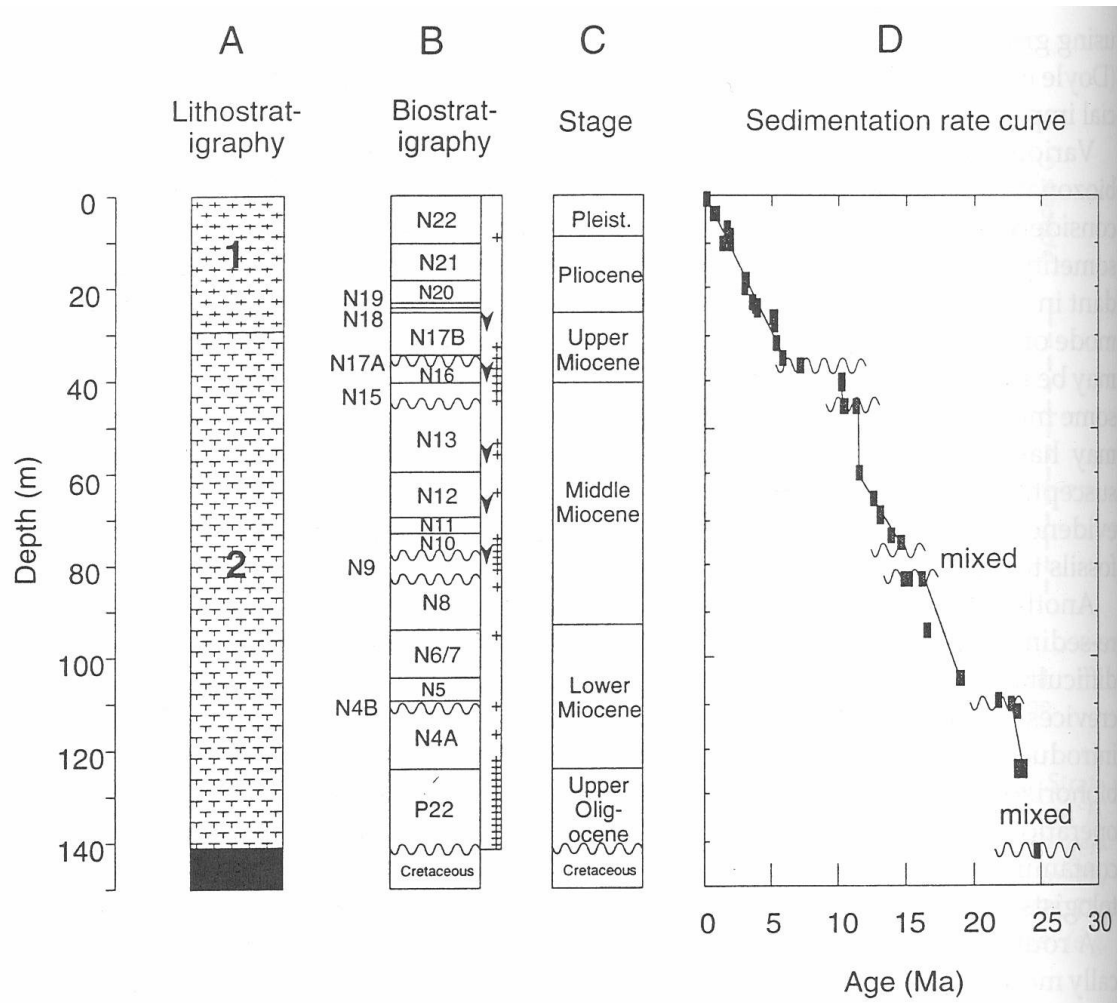 A
B
C
D
Lithostrat-
igraphy
Biostrat-
igraphy
Stage
Sedimentation rate curve
Depth (m)
0
20
40
60
80
100
120
140
1
2
N22
N21
N20
N19
N18
N17B
N17A
N16
N15
N13
N12
N11
N10
N9
N8
N6/7
N5
N4B
N4A
P22
Cretaceous
Pleist.
Pliocene
Upper
Miocene
Middle
Miocene
Lower
Miocene
Upper
Olig-
ocene
Cretaceous
mixed
mixed
0 5 10 15 20 25 30
Age (Ma)